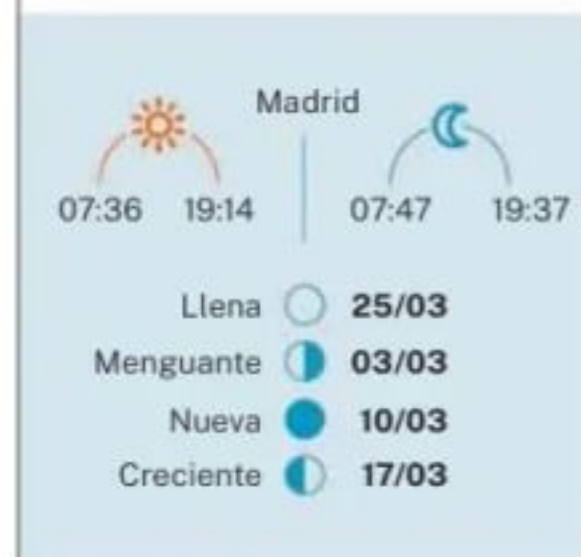 Madrid
07:36 19:14 07:47 19:37
Llena 25/03
Menguante 03/03
Nueva 10/03
Creciente 17/03